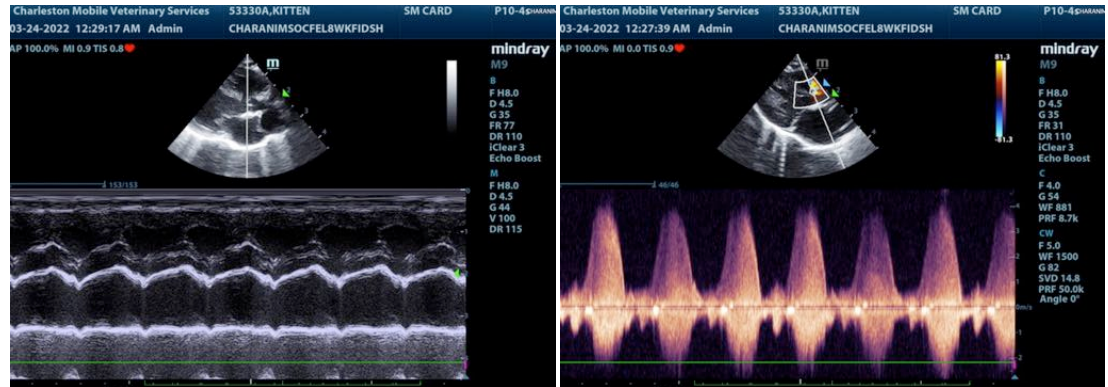 Charleston Mobile Veterinary Services 53330A,KITTEN SM CARD P10-4s
03-24-2022 12:29:17 AM Admin CHARANIMSOCFEL8WKFIDSH
AP 100.0% MI 0.9 TIS 0.8
mindray
M9
m
B
F H8.0
D 4.5
G 35
FR 77
DR 110
iClear 3
Echo Boost
M
F H8.0
D 4.5
G 44
V 100
DR 115
153/153
Charleston Mobile Veterinary Services 53330A,KITTEN SM CARD P10-4s
03-24-2022 12:27:39 AM Admin CHARANIMSOCFEL8WKFIDSH
AP 100.0% MI 0.0 TIS 0.9
mindray
M9
m
81.3
-81.3
B
F H8.0
D 4.5
G 35
FR 31
DR 110
iClear 3
Echo Boost
C
F 4.0
G 54
WF 881
PRF 8.7k
CW
F 5.0
WF 1500
G 82
SVD 14.8
PRF 50.0k
Angle 0°
46/46
0m/s